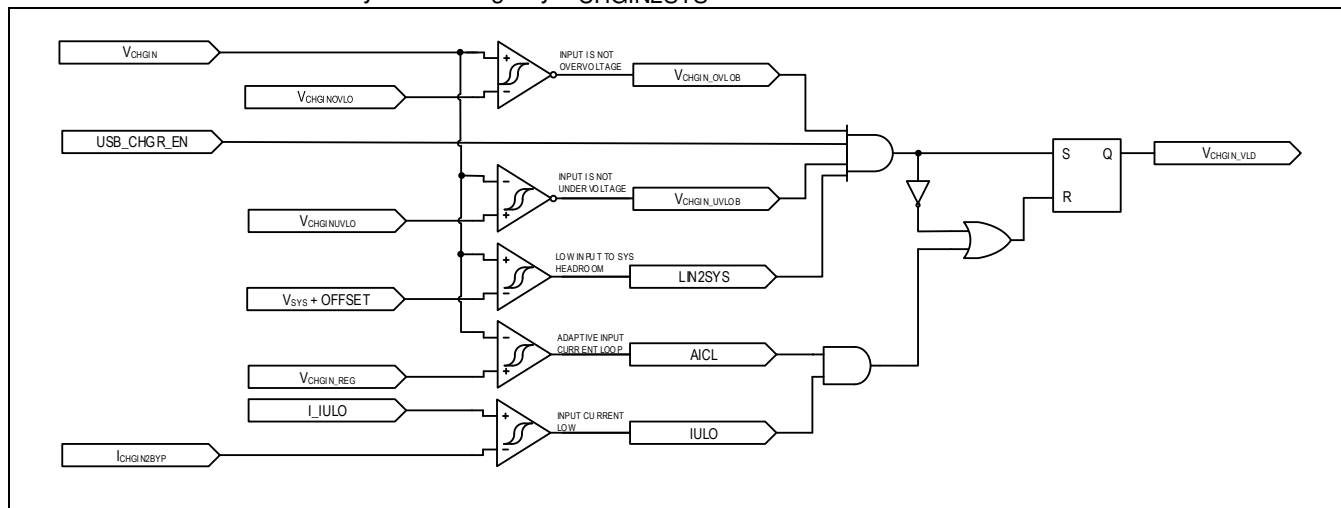 CHGIN2SYS
VCHGIN
+
−
INPUT IS NOT
OVERVOLTAGE
VCHGIN_OVLOB
VCHGINOVLO
USB_CHGR_EN
S Q
R
VCHGIN_VLD
−
+
INPUT IS NOT
UNDERVOLTAGE
VCHGIN_UVLOB
VCHGINUVLO
+
−
LOW INPUT TO SYS
HEADROOM
LIN2SYS
VSYS + OFFSET
−
+
ADAPTIVE INPUT
CURRENT LOOP
AICL
VCHGIN_REG
I_IULO
+
−
INPUT CURRENT
LOW
IULO
ICHGIN2BYP